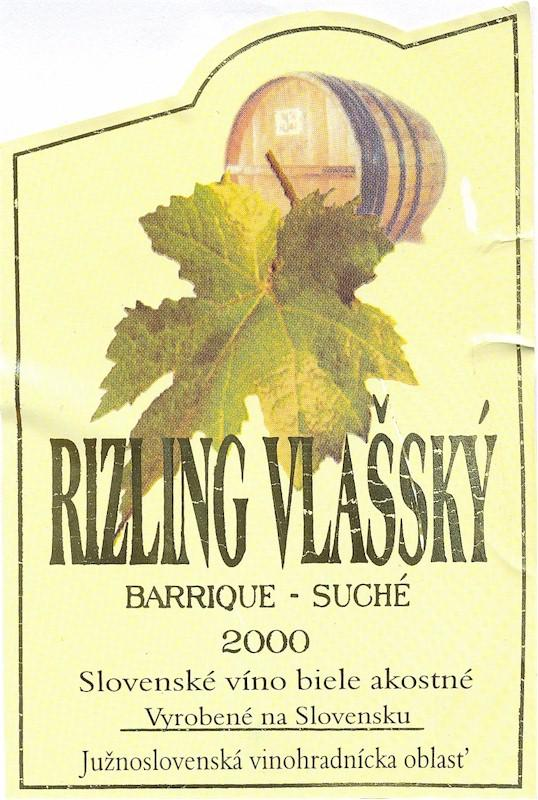 RIZLING VLAŠSKÝ
BARRIQUE - SUCHÉ
2000
Slovenské víno biele akostné
Vyrobené na Slovensku
Južnoslovenská vinohradnícka oblasť